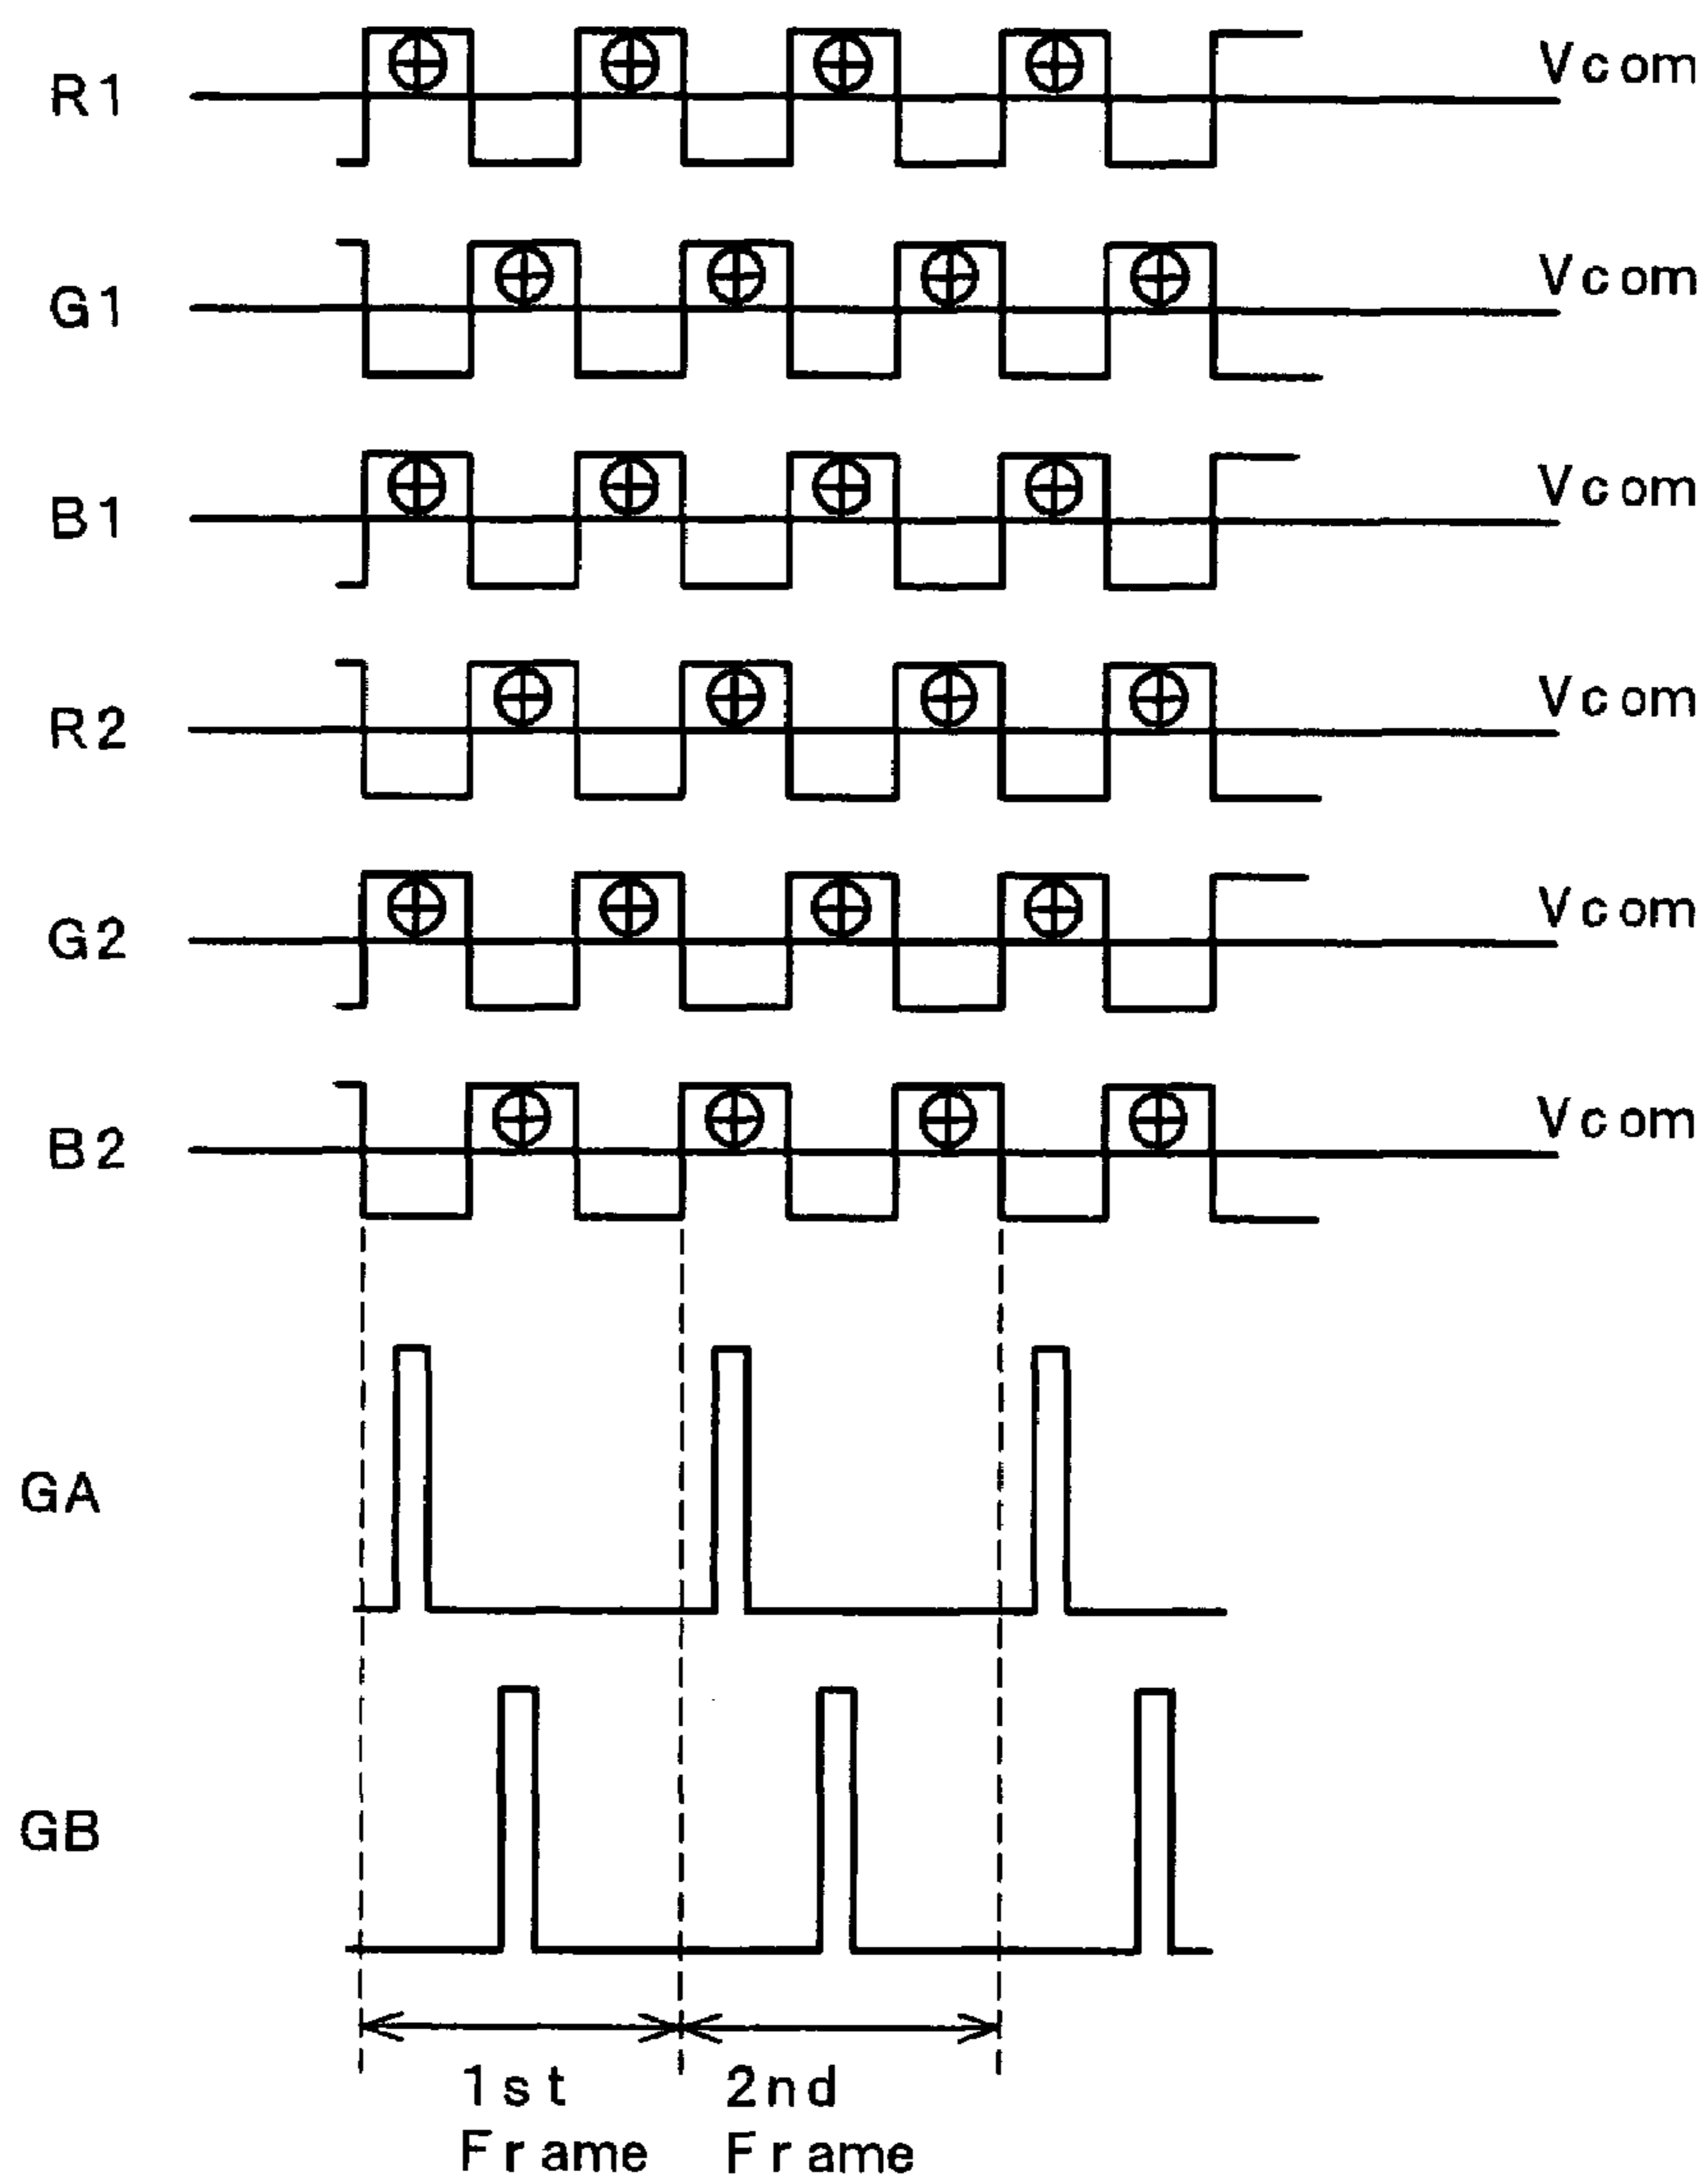 R1 Vcom
G1 Vcom
B1 Vcom
R2 Vcom
G2 Vcom
B2 Vcom
GA
GB
1st 2nd
Frame Frame